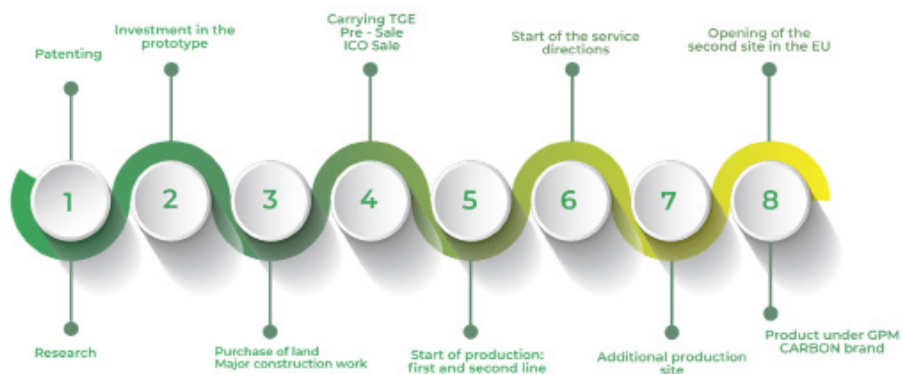 Patenting
Investment in the
prototype
Carrying TGE
Pre - Sale
ICO Sale
Start of the service
directions
Opening of the
second site in the EU
1
2
3
4
5
6
7
8
Research
Purchase of land
Major construction work
Start of production:
first and second line
Additional production
site
Product under GPM
CARBON brand